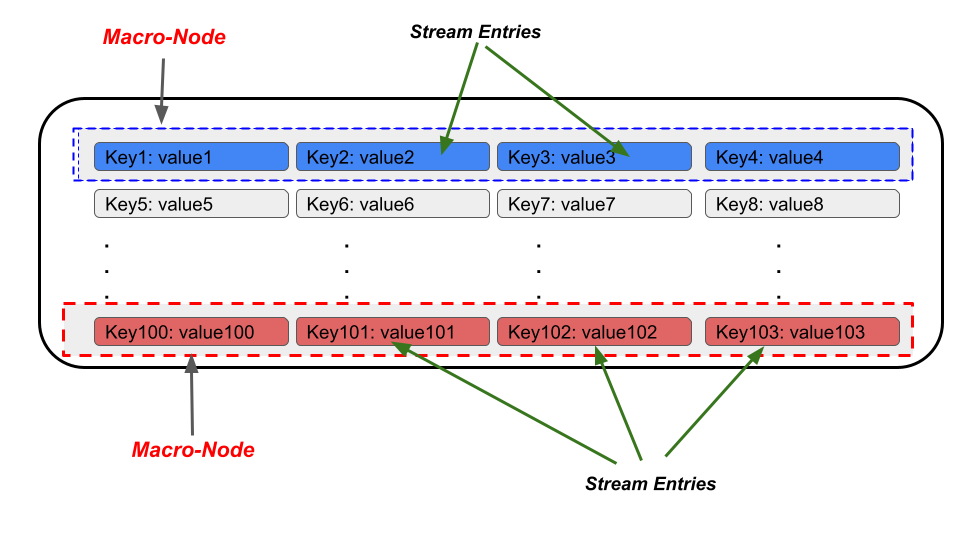 Macro-Node
Stream Entries
Key1: value1 Key2: value2 Key3: value3 Key4: value4
Key5: value5 Key6: value6 Key7: value7 Key8: value8
. . . .
. . . .
. . . .
Key100: value100 Key101: value101 Key102: value102 Key103: value103
Macro-Node
Stream Entries